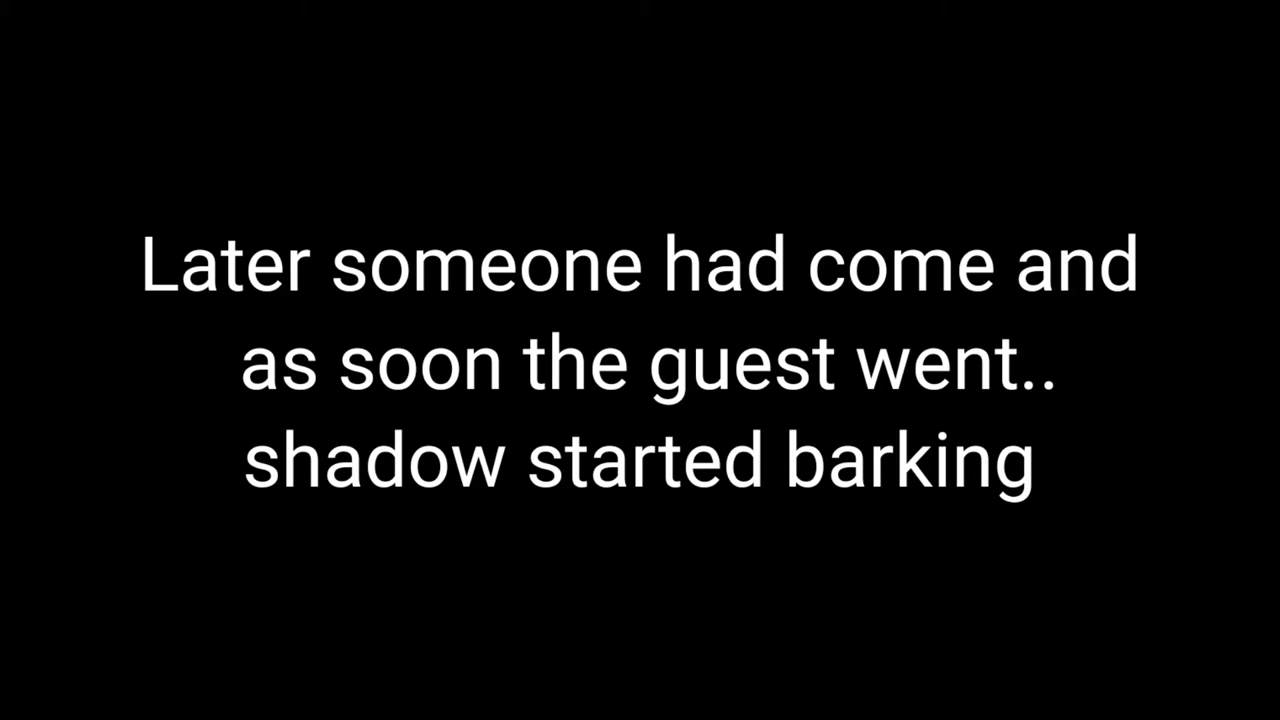 Later someone had come and
as soon the guest went..
shadow started barking